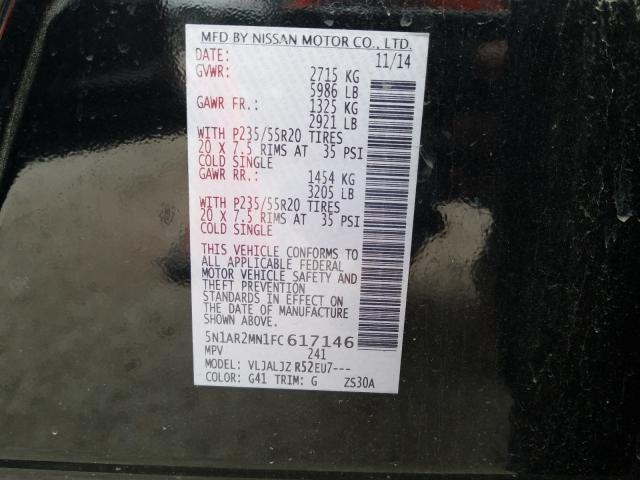 MFD BY NISSAN MOTOR CO., LTD.
DATE: 11/14
GVWR: 2715 KG
5986 LB
GAWR FR.: 1325 KG
2921 LB
WITH P235/55R20 TIRES
20 X 7.5 RIMS AT 35 PSI
COLD SINGLE
GAWR RR.: 1454 KG
3205 LB
WITH P235/55R20 TIRES
20 X 7.5 RIMS AT 35 PSI
COLD SINGLE
THIS VEHICLE CONFORMS TO
ALL APPLICABLE FEDERAL
MOTOR VEHICLE SAFETY AND
THEFT PREVENTION
STANDARDS IN EFFECT ON
THE DATE OF MANUFACTURE
SHOWN ABOVE.
5N1AR2MN1FC617146
MPV 241
MODEL: VLJALJZ R52EU7---
COLOR: G41 TRIM: G ZS30A